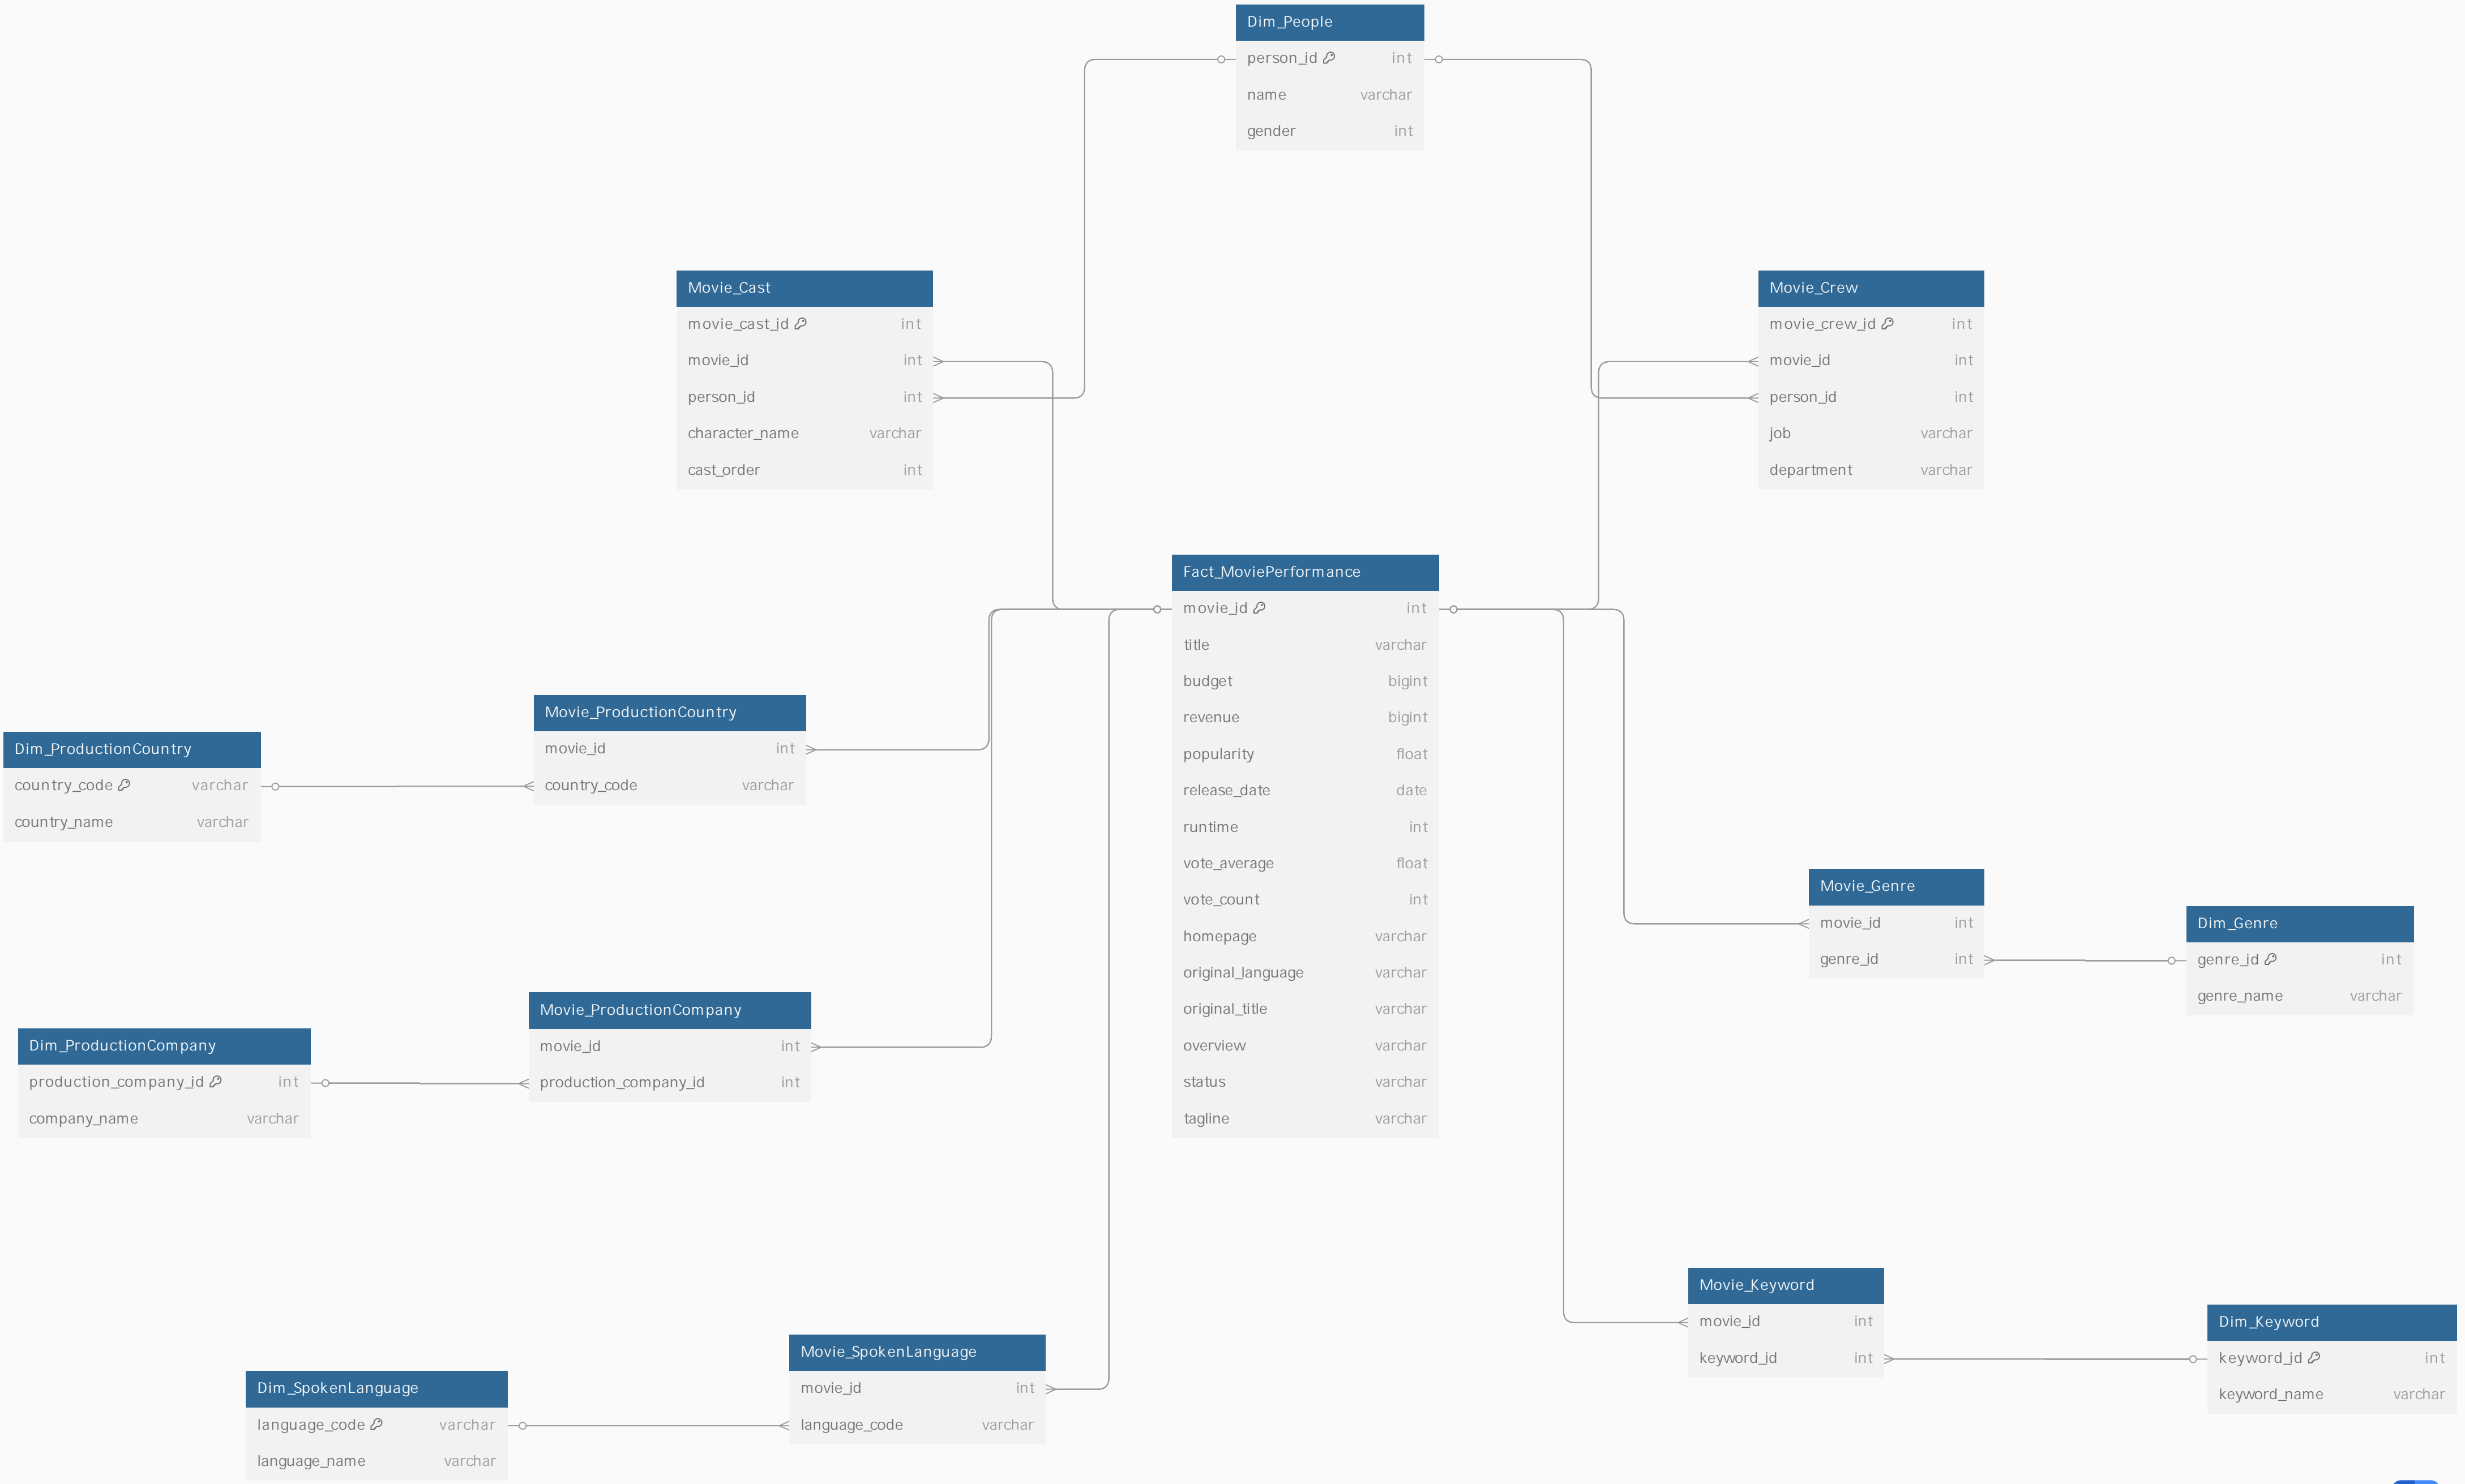 Dim_People
person_id int
name varchar
gender int
Movie_Cast
movie_cast_id int
movie_id int
person_id int
character_name varchar
cast_order int
Movie_Crew
movie_crew_id int
movie_id int
person_id int
job varchar
department varchar
Fact_MoviePerformance
movie_id int
title varchar
budget bigint
revenue bigint
popularity float
release_date date
runtime int
vote_average float
vote_count int
homepage varchar
original_language varchar
original_title varchar
overview varchar
status varchar
tagline varchar
Movie_ProductionCountry
movie_id int
country_code varchar
Dim_ProductionCountry
country_code varchar
country_name varchar
Movie_Genre
movie_id int
genre_id int
Dim_Genre
genre_id int
genre_name varchar
Movie_ProductionCompany
movie_id int
production_company_id int
Dim_ProductionCompany
production_company_id int
company_name varchar
Movie_Keyword
movie_id int
keyword_id int
Dim_Keyword
keyword_id int
keyword_name varchar
Movie_SpokenLanguage
movie_id int
language_code varchar
Dim_SpokenLanguage
language_code varchar
language_name varchar